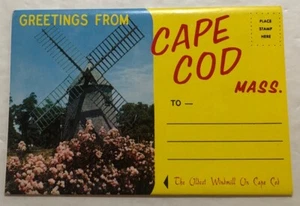 GREETINGS FROM
CAPE
COD
MASS.
PLACE
STAMP
HERE
TO —
The Oldest Windmill On Cape Cod